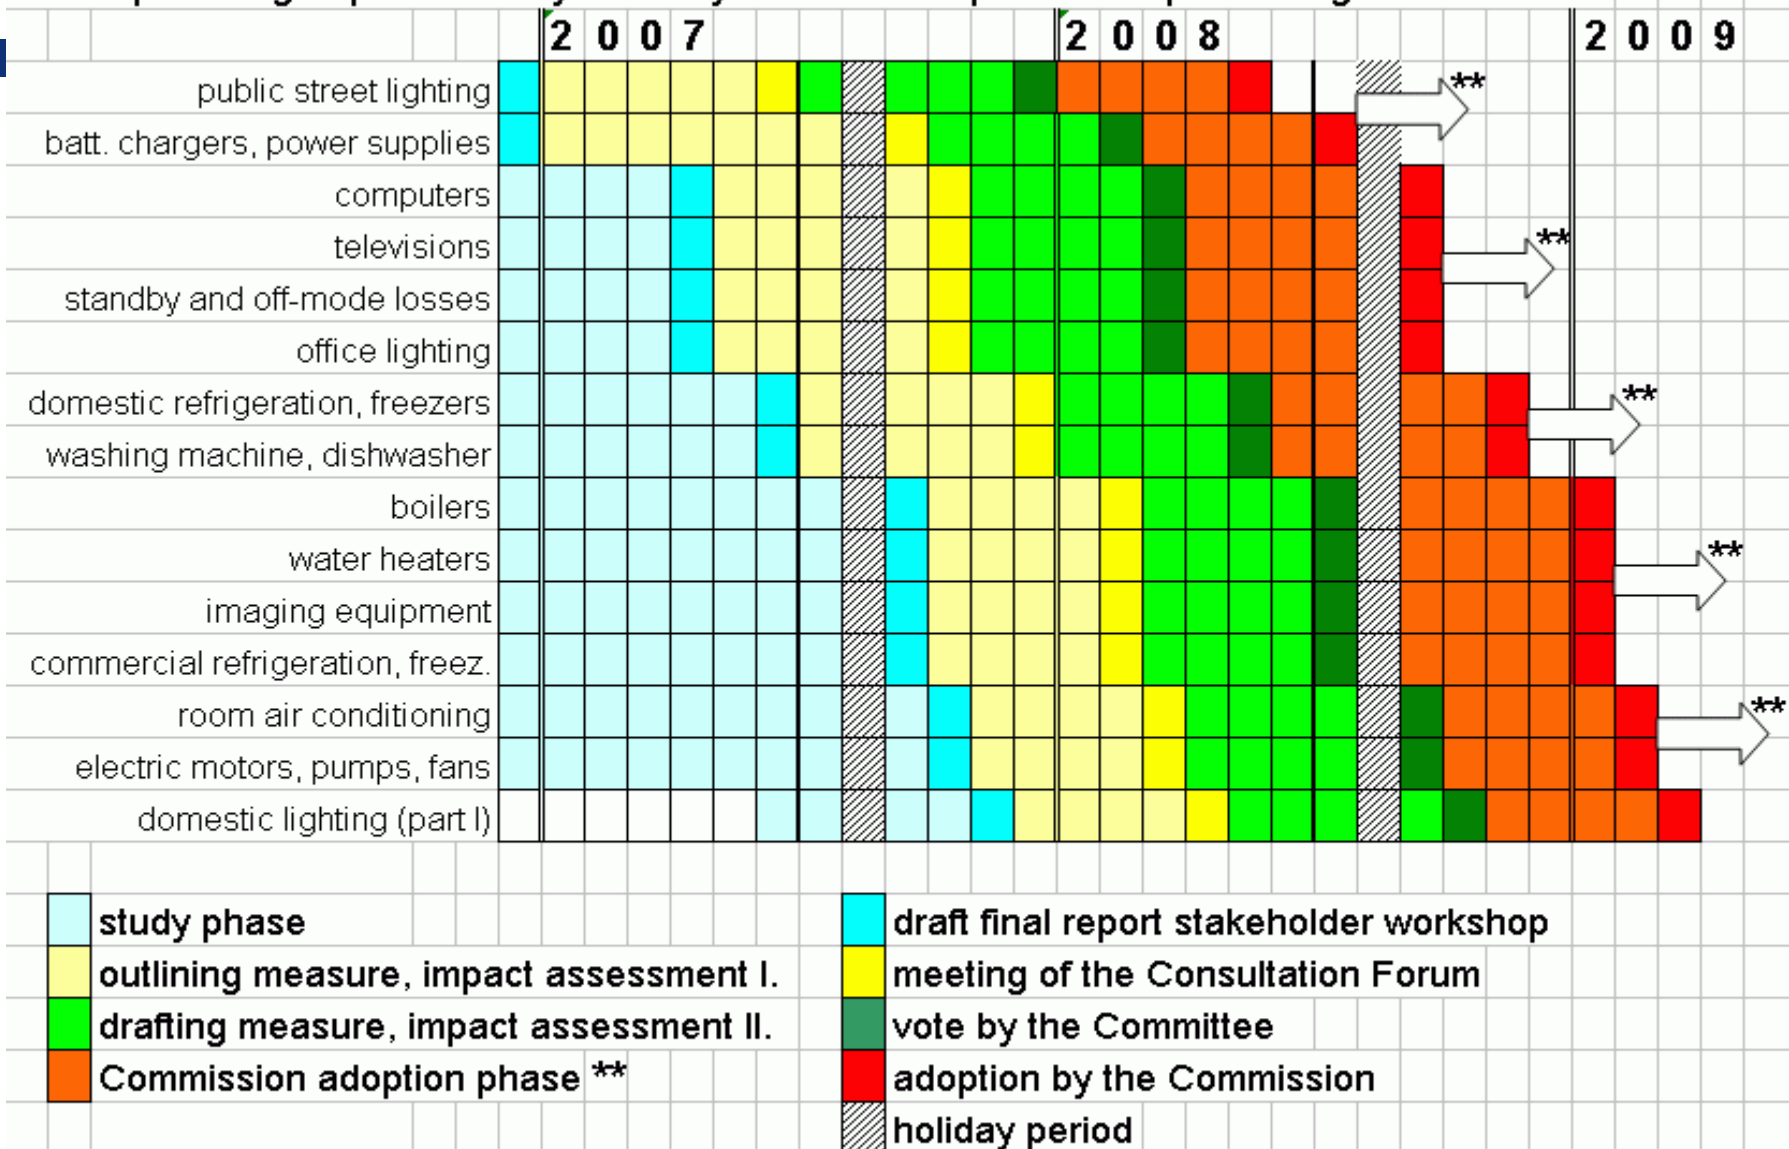 2 0 0 7 2 0 0 8 2 0 0 9
public street lighting **
batt. chargers, power supplies
computers
televisions **
standby and off-mode losses
office lighting
domestic refrigeration, freezers **
washing machine, dishwasher
boilers
water heaters **
imaging equipment
commercial refrigeration, freez.
room air conditioning **
electric motors, pumps, fans
domestic lighting (part I)
study phase draft final report stakeholder workshop
outlining measure, impact assessment I. meeting of the Consultation Forum
drafting measure, impact assessment II. vote by the Committee
Commission adoption phase ** adoption by the Commission
holiday period